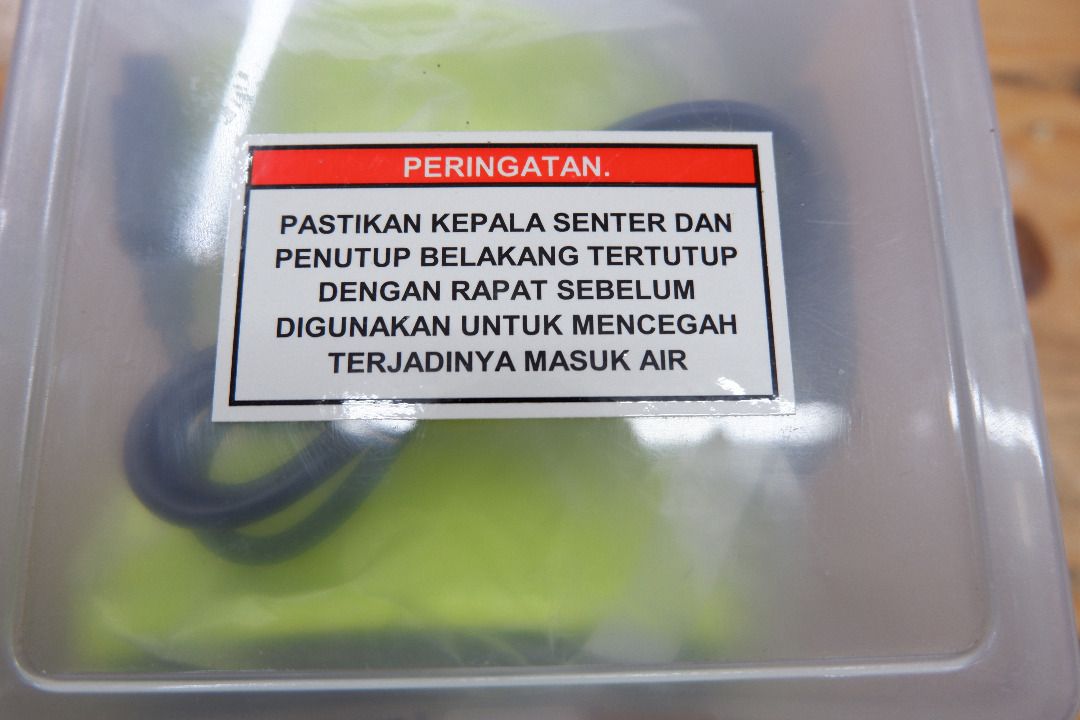 PERINGATAN.
PASTIKAN KEPALA SENTER DAN
PENUTUP BELAKANG TERTUTUP
DENGAN RAPAT SEBELUM
DIGUNAKAN UNTUK MENCEGAH
TERJADINYA MASUK AIR